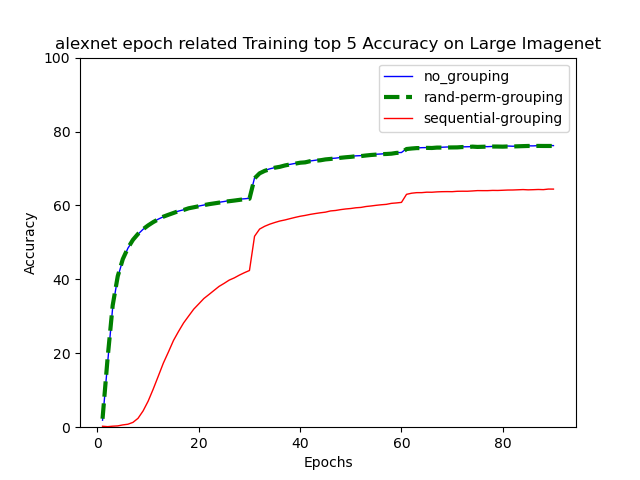 alexnet epoch related Training top 5 Accuracy on Large Imagenet
100
80
60
40
20
0
Accuracy
no_grouping
rand-perm-grouping
sequential-grouping
0 20 40 60 80
Epochs